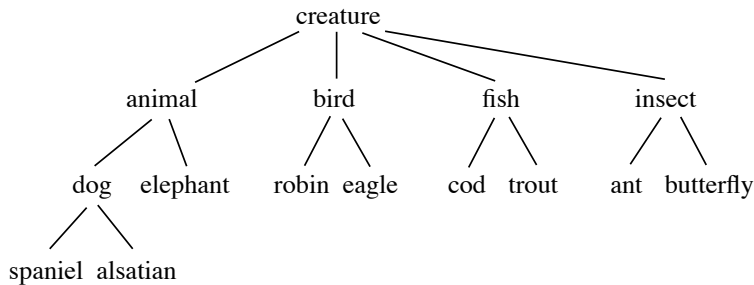 creature
animal bird fish insect
dog elephant robin eagle cod trout ant butterfly
spaniel alsatian